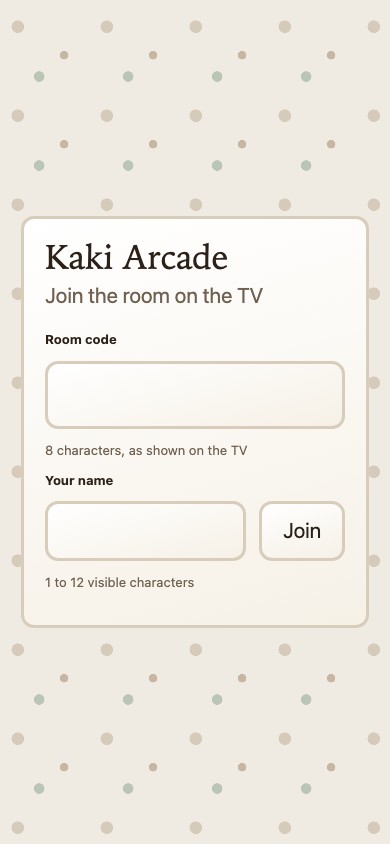 Kaki Arcade
Join the room on the TV
Room code
8 characters, as shown on the TV
Your name
Join
1 to 12 visible characters